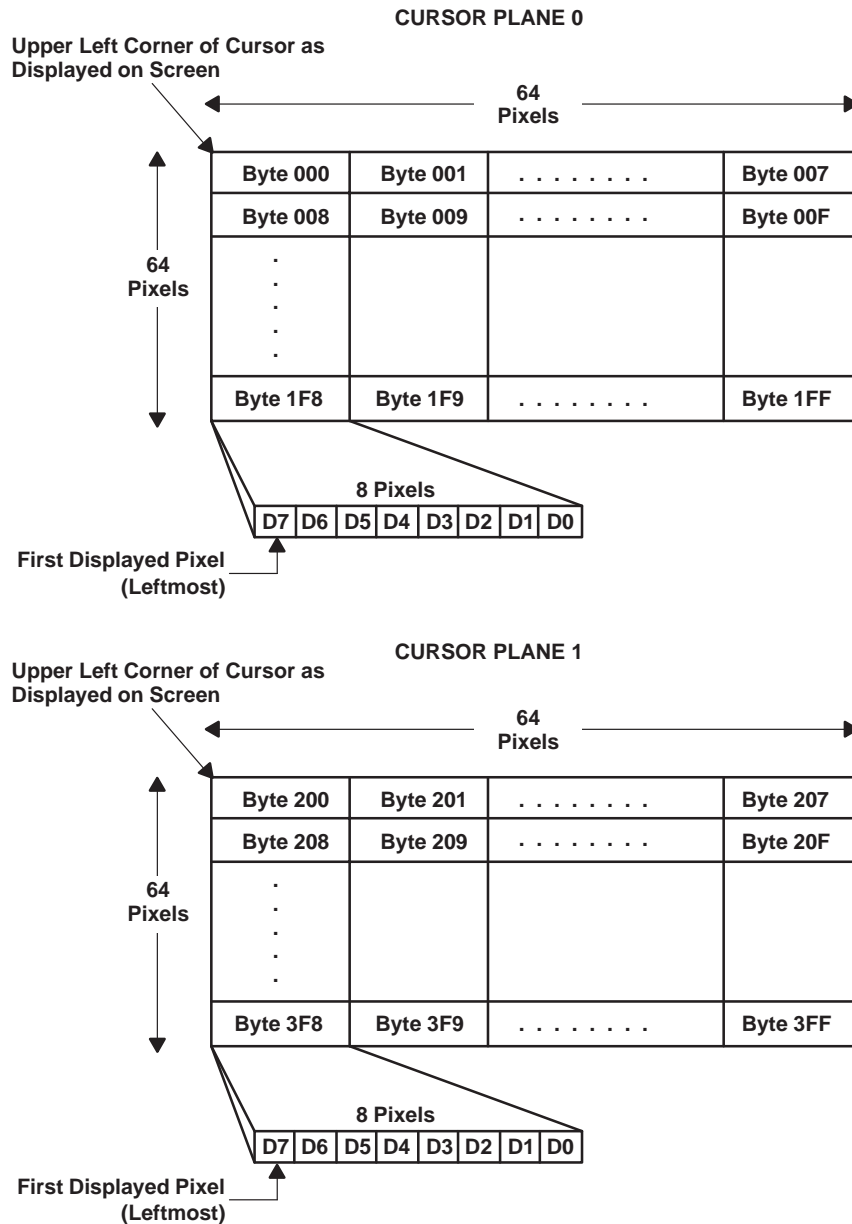 CURSOR PLANE 0
Upper Left Corner of Cursor as
Displayed on Screen
64
Pixels
Byte 000 Byte 001 . . . . . . . . Byte 007
Byte 008 Byte 009 . . . . . . . . Byte 00F
64
Pixels
.
.
.
.
.
Byte 1F8 Byte 1F9 . . . . . . . . Byte 1FF
8 Pixels
D7 D6 D5 D4 D3 D2 D1 D0
First Displayed Pixel
(Leftmost)
CURSOR PLANE 1
Upper Left Corner of Cursor as
Displayed on Screen
64
Pixels
Byte 200 Byte 201 . . . . . . . . Byte 207
Byte 208 Byte 209 . . . . . . . . Byte 20F
64
Pixels
.
.
.
.
.
Byte 3F8 Byte 3F9 . . . . . . . . Byte 3FF
8 Pixels
D7 D6 D5 D4 D3 D2 D1 D0
First Displayed Pixel
(Leftmost)